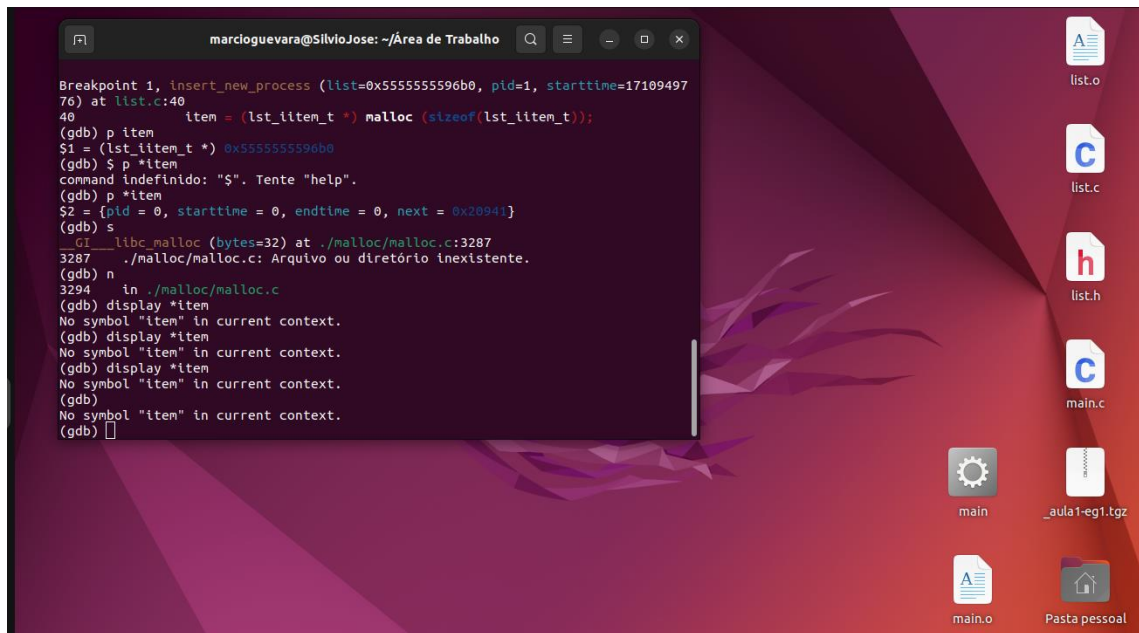 marcioguevara@SilvioJose: ~/Área de Trabalho
Breakpoint 1, insert_new_process (list=0x5555555596b0, pid=1, starttime=17109497
76) at list.c:40
40 item = (lst_iitem_t *) malloc (sizeof(lst_iitem_t));
(gdb) p item
$1 = (lst_iitem_t *) 0x5555555596b0
(gdb) $ p *item
command indefinido: "$". Tente "help".
(gdb) p *item
$2 = {pid = 0, starttime = 0, endtime = 0, next = 0x20941}
(gdb) s
__GI___libc_malloc (bytes=32) at ./malloc/malloc.c:3287
3287 ./malloc/malloc.c: Arquivo ou diretório inexistente.
(gdb) n
3294 in ./malloc/malloc.c
(gdb) display *item
No symbol "item" in current context.
(gdb) display *item
No symbol "item" in current context.
(gdb) display *item
No symbol "item" in current context.
(gdb)
No symbol "item" in current context.
(gdb)
list.o
list.c
list.h
main.c
main
_aula1-eg1.tgz
main.o
Pasta pessoal